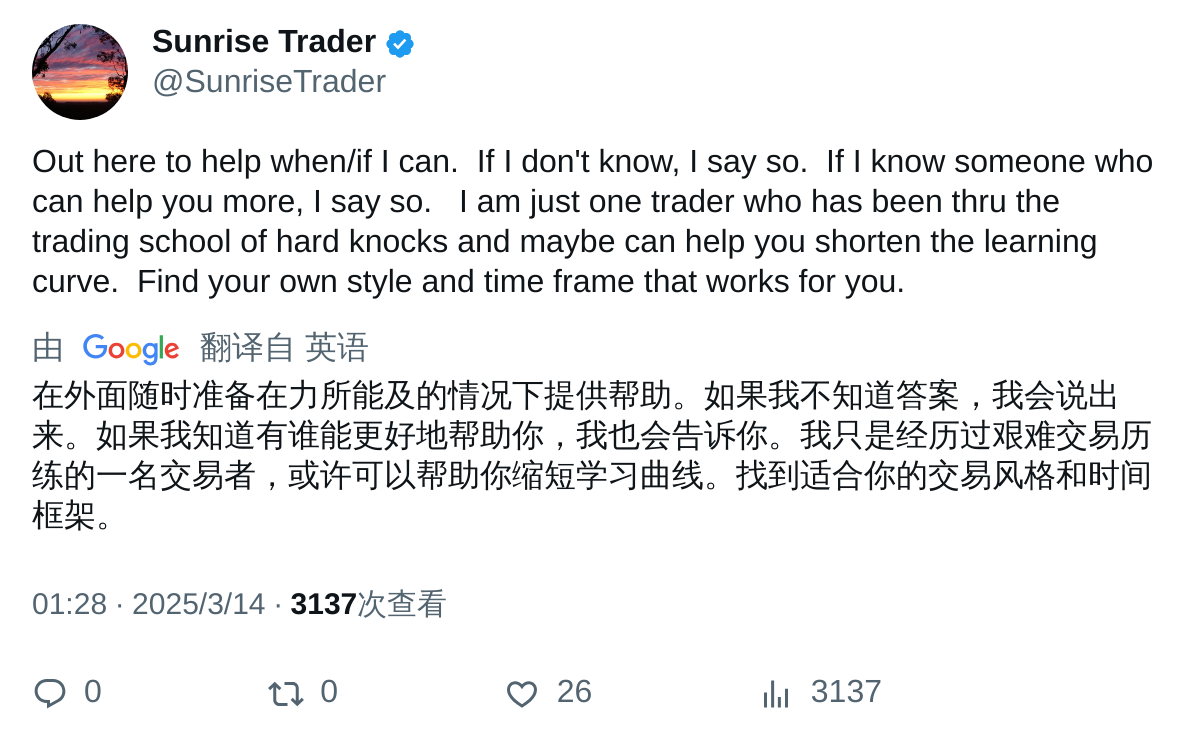 Sunrise Trader
@SunriseTrader
Out here to help when/if I can.  If I don't know, I say so.  If I know someone who
can help you more, I say so.   I am just one trader who has been thru the
trading school of hard knocks and maybe can help you shorten the learning
curve.  Find your own style and time frame that works for you.
由 Google 翻译自 英语
在外面随时准备在力所能及的情况下提供帮助。如果我不知道答案，我会说出
来。如果我知道有谁能更好地帮助你，我也会告诉你。我只是经历过艰难交易历
练的一名交易者，或许可以帮助你缩短学习曲线。找到适合你的交易风格和时间
框架。
01:28 · 2025/3/14 · 3137次查看
0 0 26 3137